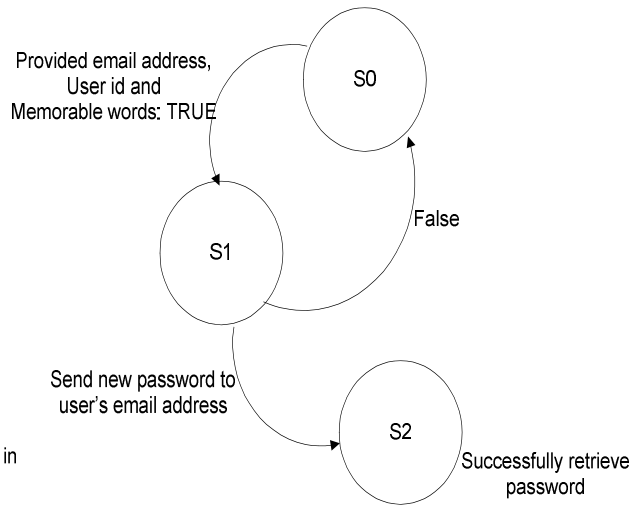 S0
Provided email address,
User id and
Memorable words: TRUE
False
S1
Send new password to
user's email address
S2
in
Successfully retrieve
password